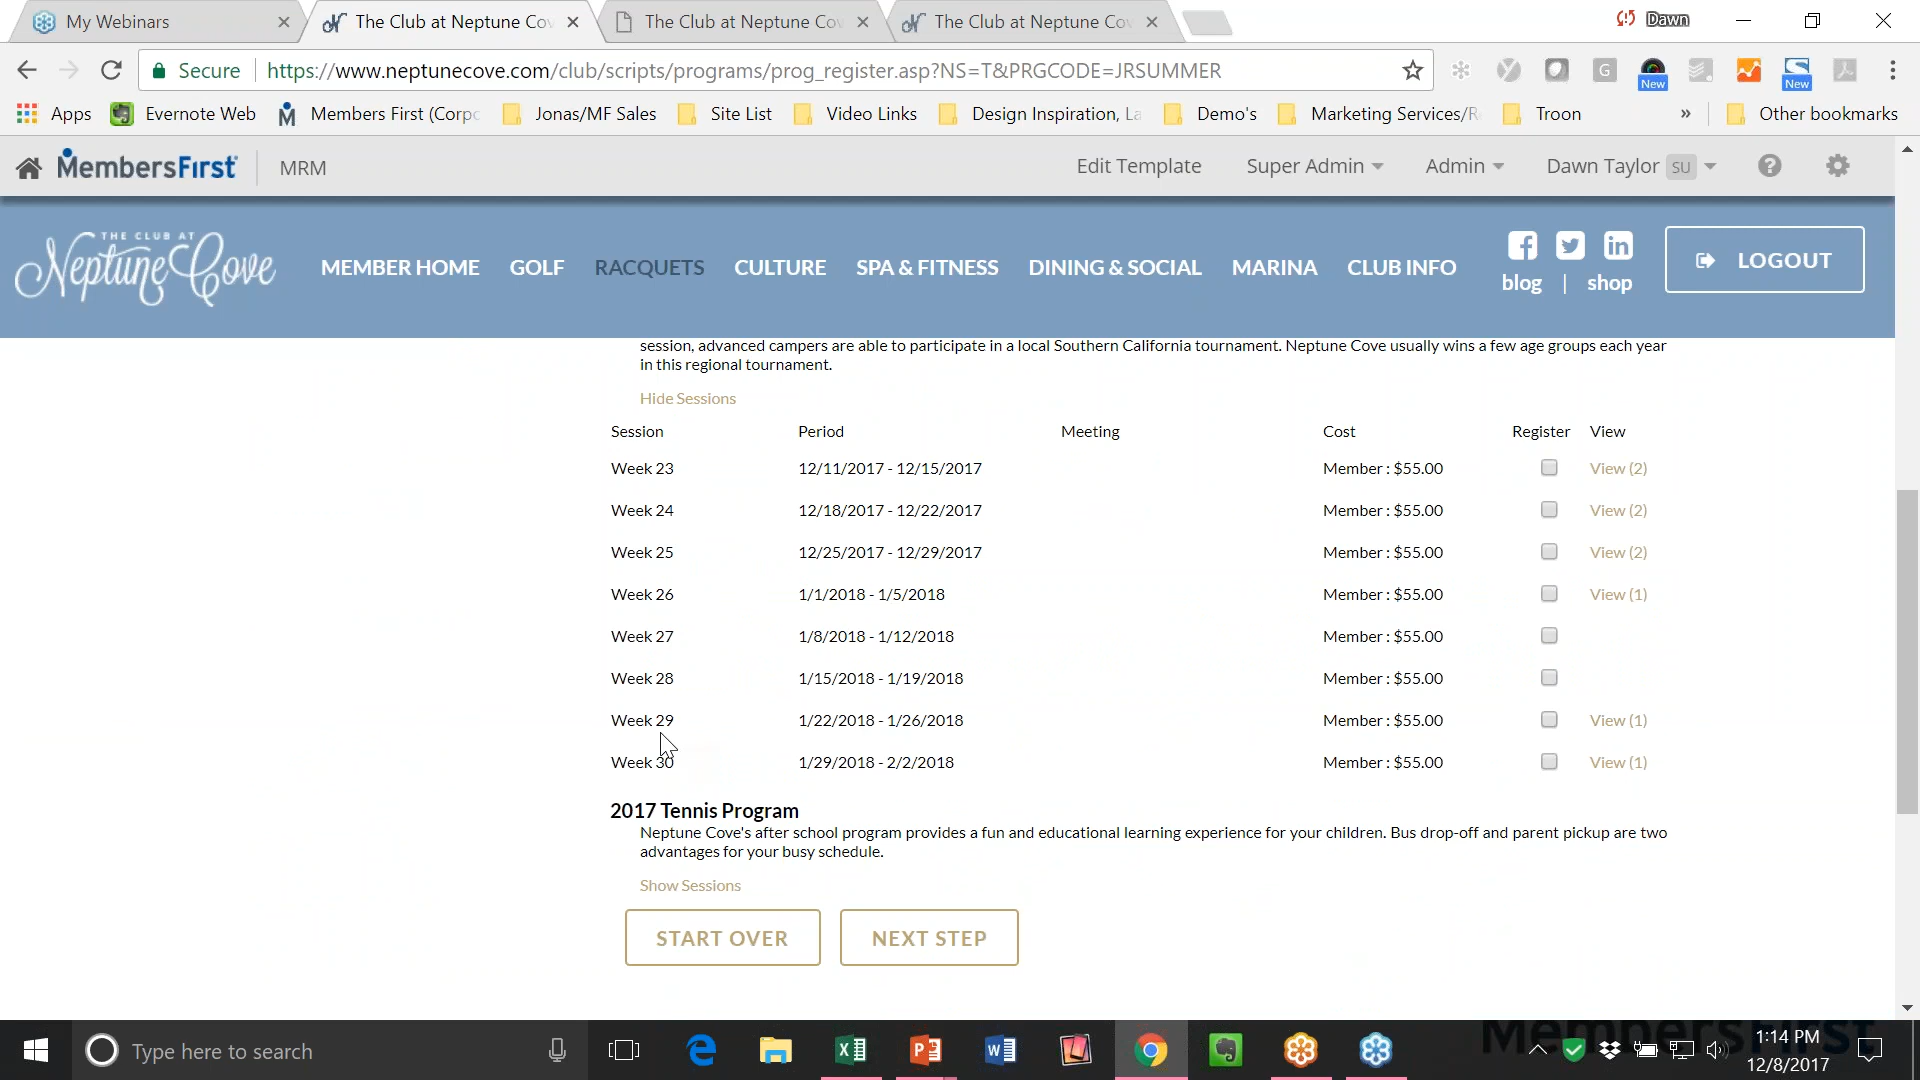 My Webinars
The Club at Neptune Cov
The Club at Neptune Cov
The Club at Neptune Cov
Dawn
Secure
https://www.neptunecove.com/club/scripts/programs/prog_register.asp?NS=T&PRGCODE=JRSUMMER
G
New
New
Apps
Evernote Web
Members First (Corpo
Jonas/MF Sales
Site List
Video Links
Design Inspiration, La
Demo's
Marketing Services/R
Troon
»
Other bookmarks
MembersFirst
MRM
Edit Template
Super Admin
Admin
Dawn Taylor SU
THE CLUB AT
Neptune Cove
MEMBER HOME GOLF RACQUETS CULTURE SPA & FITNESS DINING & SOCIAL MARINA CLUB INFO
blog | shop
LOGOUT
session, advanced campers are able to participate in a local Southern California tournament. Neptune Cove usually wins a few age groups each year
in this regional tournament.
Hide Sessions
Session Period Meeting Cost Register View
Week 23 12/11/2017 - 12/15/2017 Member : $55.00 View (2)
Week 24 12/18/2017 - 12/22/2017 Member : $55.00 View (2)
Week 25 12/25/2017 - 12/29/2017 Member : $55.00 View (2)
Week 26 1/1/2018 - 1/5/2018 Member : $55.00 View (1)
Week 27 1/8/2018 - 1/12/2018 Member : $55.00
Week 28 1/15/2018 - 1/19/2018 Member : $55.00
Week 29 1/22/2018 - 1/26/2018 Member : $55.00 View (1)
Week 30 1/29/2018 - 2/2/2018 Member : $55.00 View (1)
2017 Tennis Program
Neptune Cove's after school program provides a fun and educational learning experience for your children. Bus drop-off and parent pickup are two
advantages for your busy schedule.
Show Sessions
START OVER
NEXT STEP
Type here to search
MembersFirst
1:14 PM
12/8/2017